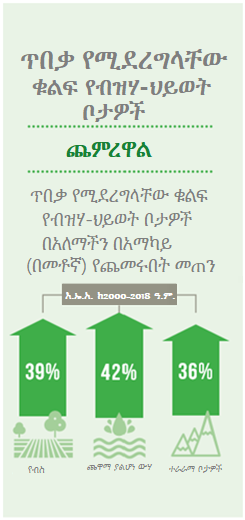 ጥበቃ የሚደረግላቸው
ቁልፍ የብዝሃ-ህይወት
ቦታዎች
ጨምረዋል
ጥበቃ የሚደረግላቸው ቁልፍ
የብዝሃ-ህይወት ቦታዎች
በአለማችን በአማካይ
(በመቶኛ) የጨመሩበት መጠን
እ.ኤ.አ. ከ2000-2018 ዓ.ም.
39%
42%
36%
የብስ
ጨዋማ ያልሆነ ውሃ
ተራራማ ቦታዎች